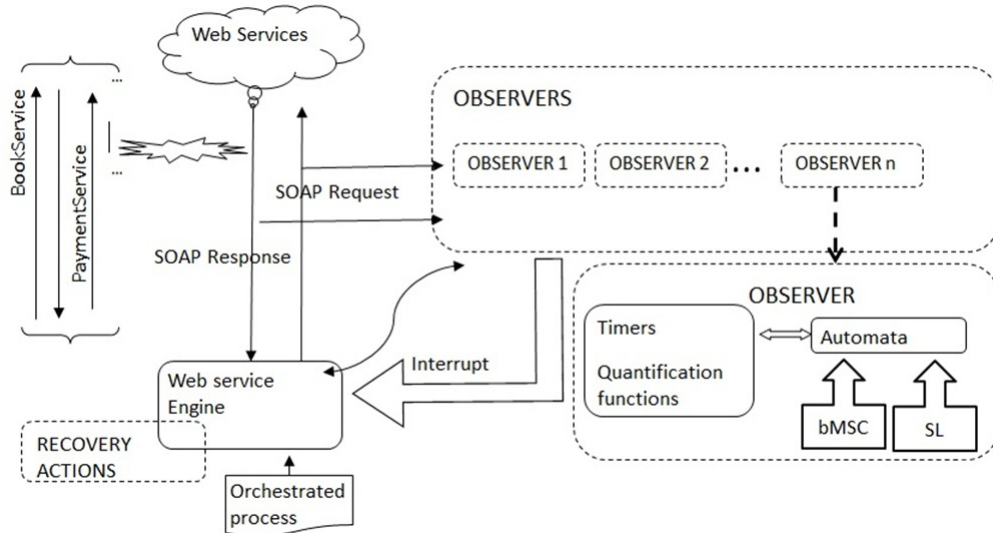 Web Services
...
BookService
PaymentService
...
OBSERVERS
OBSERVER 1
OBSERVER 2
...
OBSERVER n
SOAP Request
SOAP Response
OBSERVER
Timers
Quantification
functions
Automata
bMSC
SL
Interrupt
Web service
Engine
RECOVERY
ACTIONS
Orchestrated
process